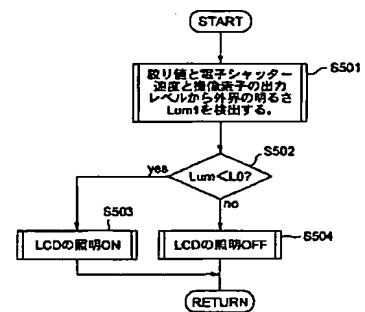 START
絞り値と電子シャッター
速度と撮像素子の出力
レベルから外界の明るさ
Lum1を検出する。
S501
S502
Lum<L0?
yes
no
S503
LCDの照明ON
LCDの照明OFF
S504
RETURN